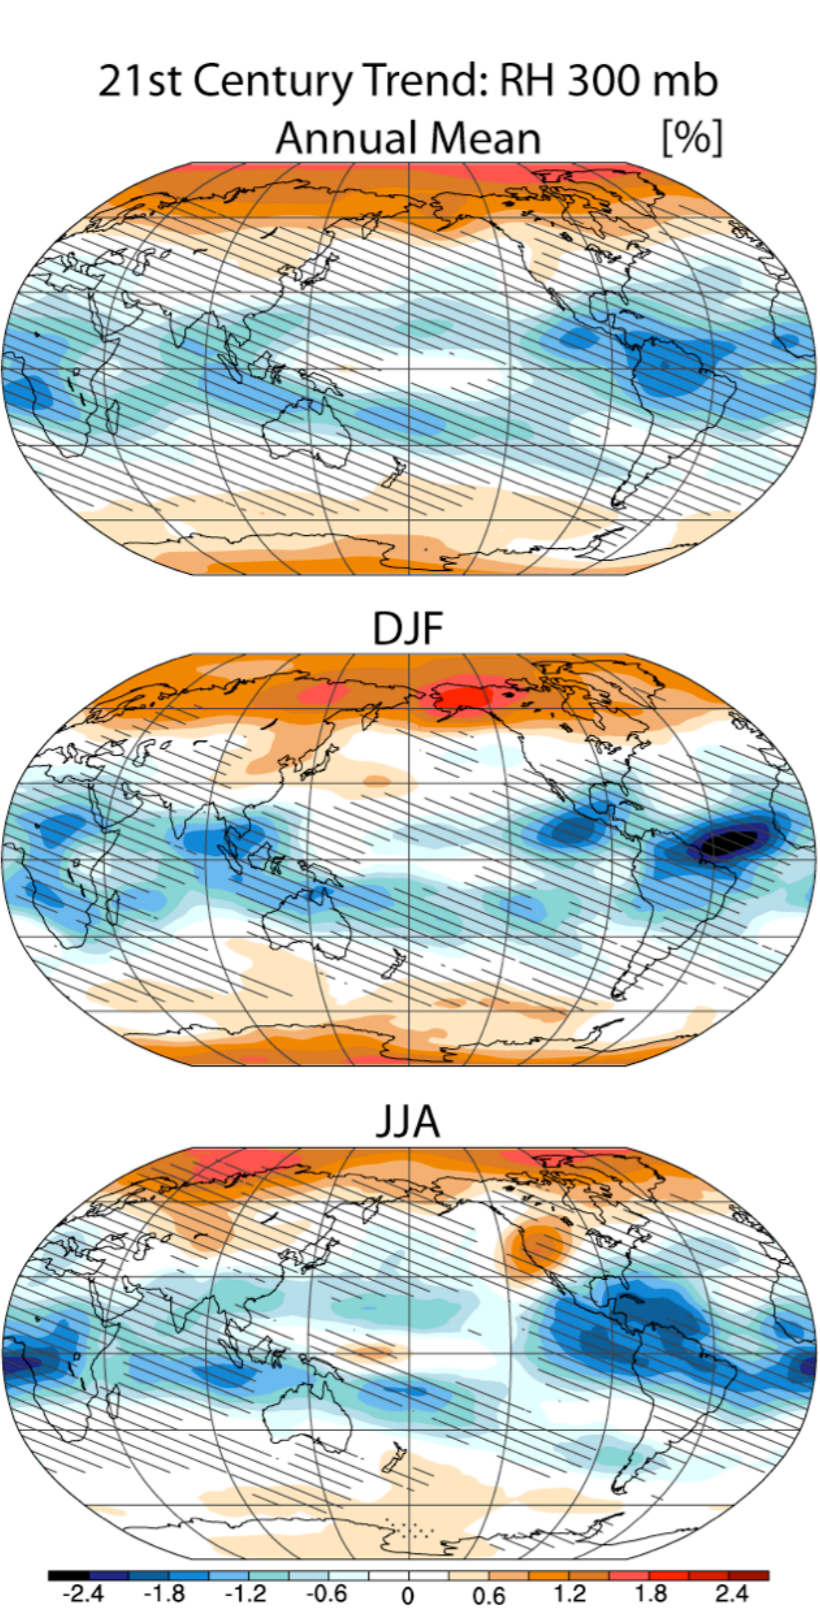 21st Century Trend: RH 300 mb
Annual Mean [%]
DJF
JJA
-2.4 -1.8 -1.2 -0.6 0 0.6 1.2 1.8 2.4